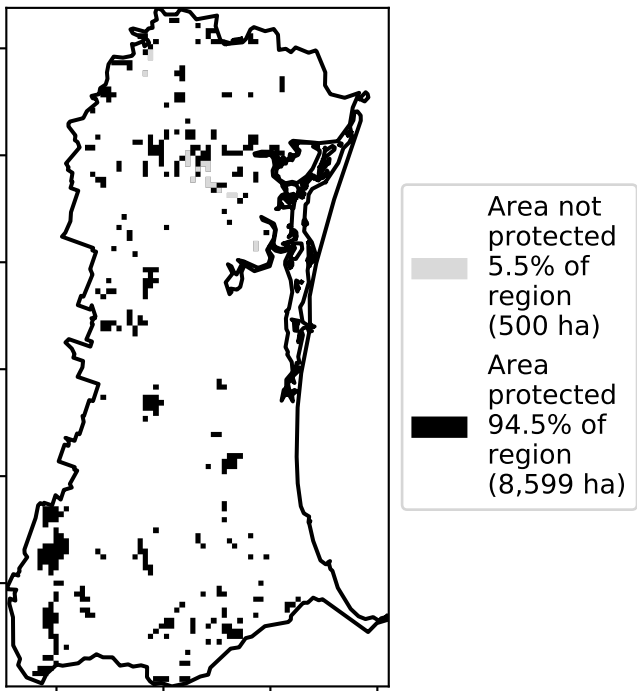 Area not
protected
5.5% of
region
(500 ha)
Area
protected
94.5% of
region
(8,599 ha)